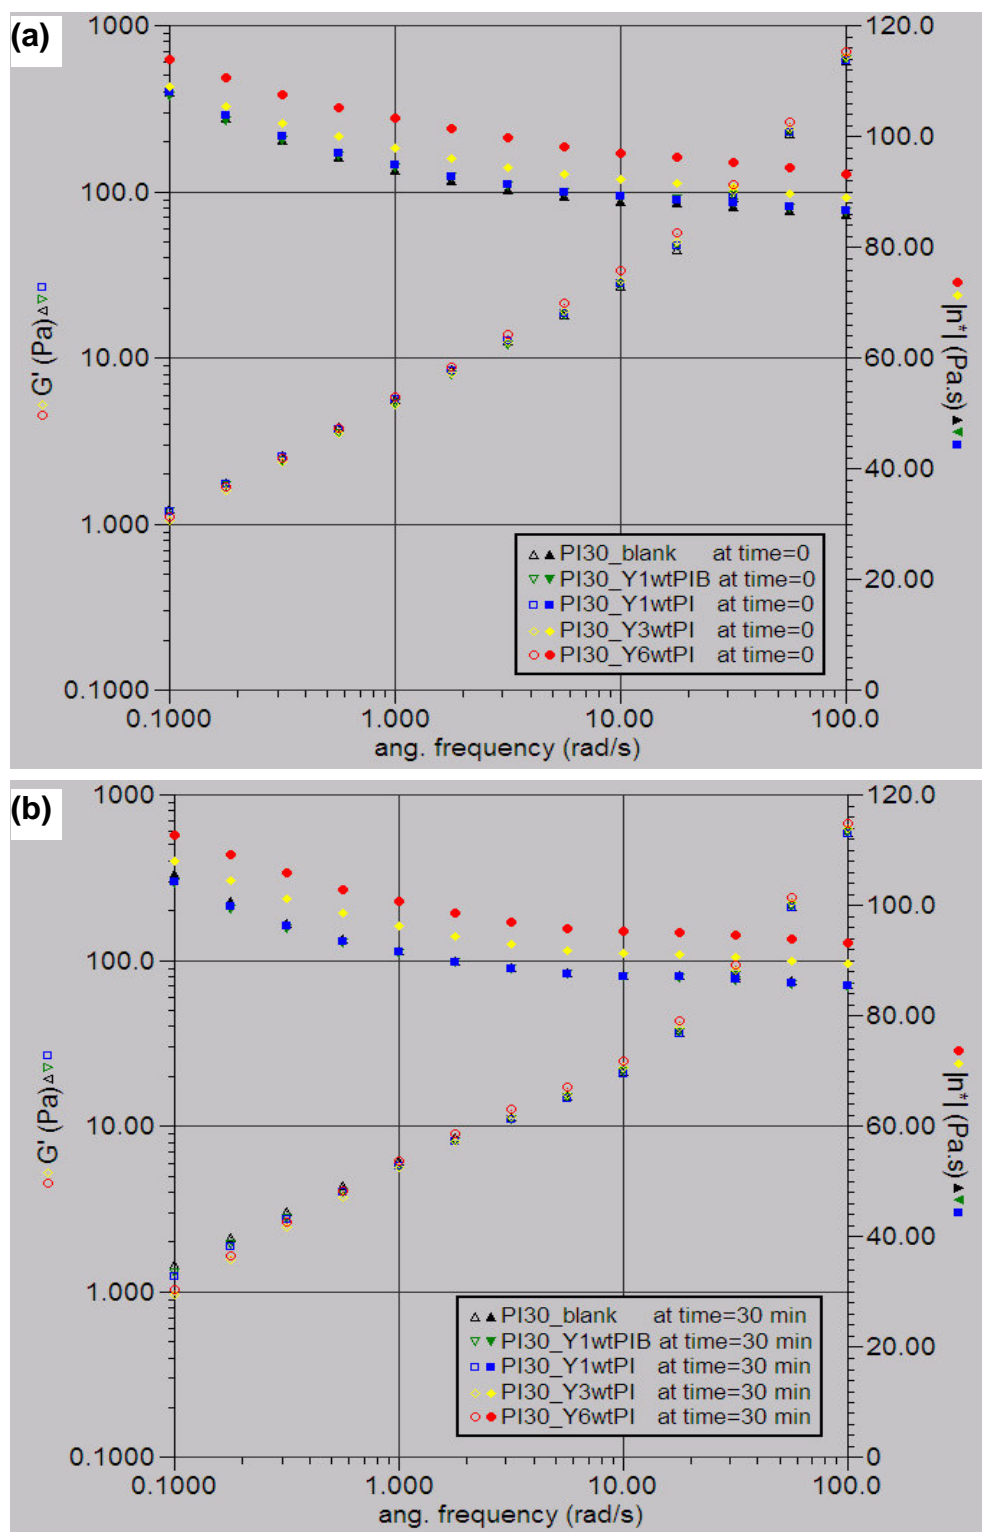 (a)
1000
120.0
100.0
100.0
80.00
G' (Pa)
10.00
60.00
|n*| (Pa.s)
40.00
1.000
PI30_blank at time=0
PI30_Y1wtPIB at time=0
20.00
PI30_Y1wtPI at time=0
PI30_Y3wtPI at time=0
PI30_Y6wtPI at time=0
0.1000
0
0.1000 1.000 10.00 100.0
ang. frequency (rad/s)
(b)
1000
120.0
100.0
100.0
80.00
G' (Pa)
10.00
60.00
|n*| (Pa.s)
40.00
1.000
PI30_blank at time=30 min
PI30_Y1wtPIB at time=30 min
20.00
PI30_Y1wtPI at time=30 min
PI30_Y3wtPI at time=30 min
PI30_Y6wtPI at time=30 min
0.1000
0
0.1000 1.000 10.00 100.0
ang. frequency (rad/s)